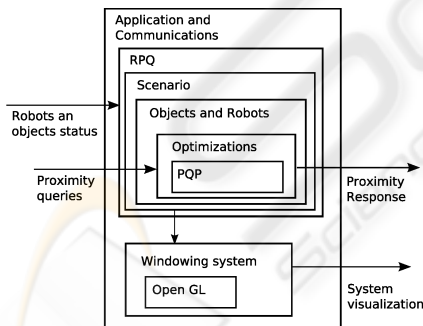 Application and
Communications
RPQ
Scenario
Objects and Robots
Robots an
objects status
Optimizations
PQP
Proximity
queries
Proximity
Response
Windowing system
Open GL
System
visualization